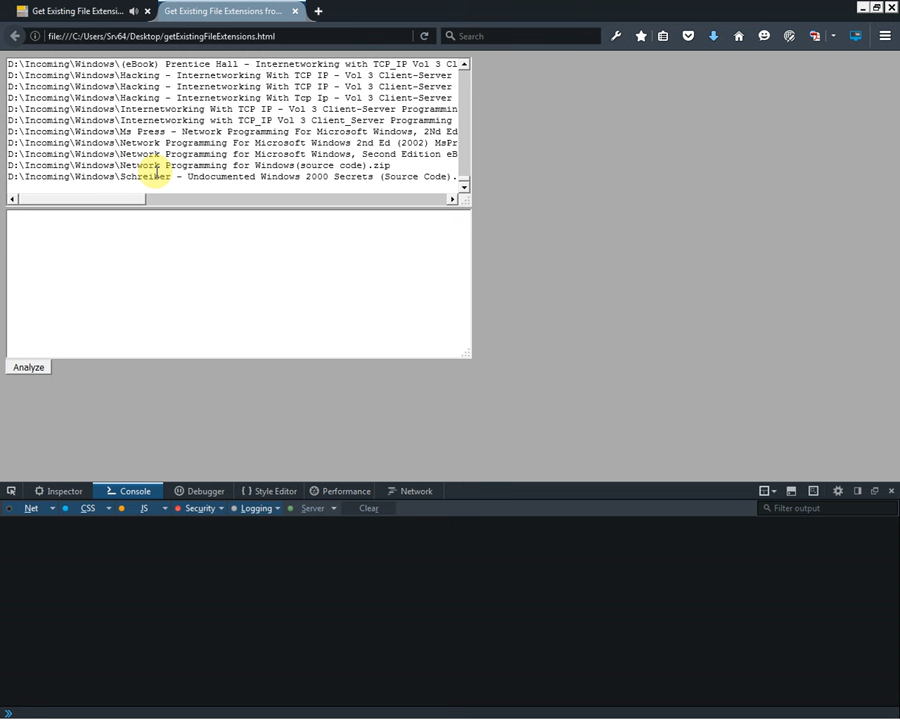 Get Existing File Extensi...
Get Existing File Extensions fro...
file:///C:/Users/Srv64/Desktop/getExistingFileExtensions.html
Search
D:\Incoming\Windows\(eBook) Prentice Hall - Internetworking with TCP_IP Vol 3 Cl
D:\Incoming\Windows\Hacking - Internetworking With TCP IP - Vol 3 Client-Server
D:\Incoming\Windows\Hacking - Internetworking With TCP IP - Vol 3 Client-Server
D:\Incoming\Windows\Hacking - Internetworking With Tcp Ip - Vol 3 Client-Server
D:\Incoming\Windows\Internetworking With TCP_IP - Vol 3 Client-Server Programmin
D:\Incoming\Windows\Internetworking with TCP_IP Vol 3 Client_Server Programming
D:\Incoming\Windows\Ms Press - Network Programming For Microsoft Windows, 2Nd Ed
D:\Incoming\Windows\Network Programming For Microsoft Windows 2nd Ed (2002) MsPr
D:\Incoming\Windows\Network Programming for Microsoft Windows, Second Edition eB
D:\Incoming\Windows\Network Programming for Windows(source code).zip
D:\Incoming\Windows\Schreiber - Undocumented Windows 2000 Secrets (Source Code).
Analyze
Inspector Console Debugger { } Style Editor Performance Network
Net CSS JS Security Logging Server Clear Filter output